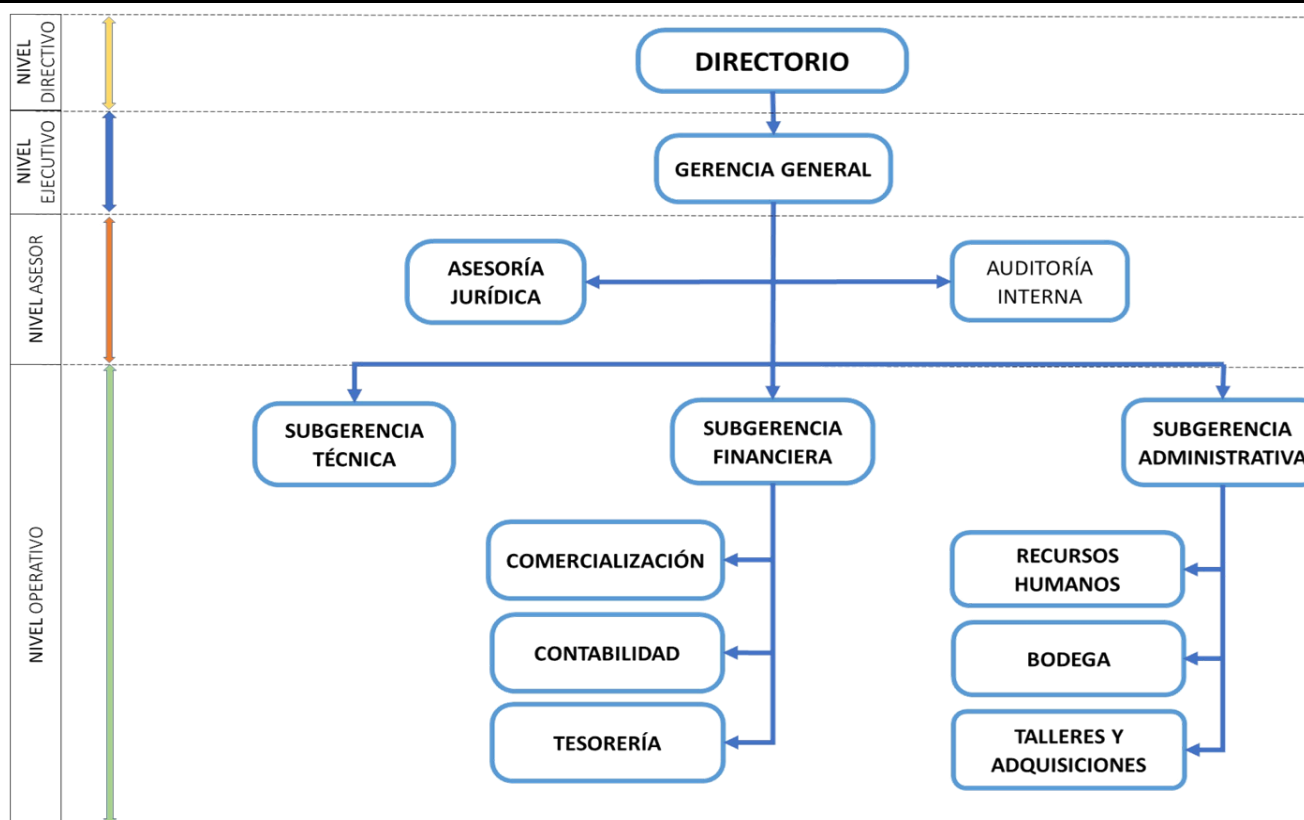 NIVEL
DIRECTIVO
DIRECTORIO
NIVEL
EJECUTIVO
GERENCIA GENERAL
NIVEL ASESOR
ASESORÍA
JURÍDICA
AUDITORÍA
INTERNA
NIVEL OPERATIVO
SUBGERENCIA
TÉCNICA
SUBGERENCIA
FINANCIERA
SUBGERENCIA
ADMINISTRATIVA
COMERCIALIZACIÓN
CONTABILIDAD
TESORERÍA
RECURSOS
HUMANOS
BODEGA
TALLERES Y
ADQUISICIONES